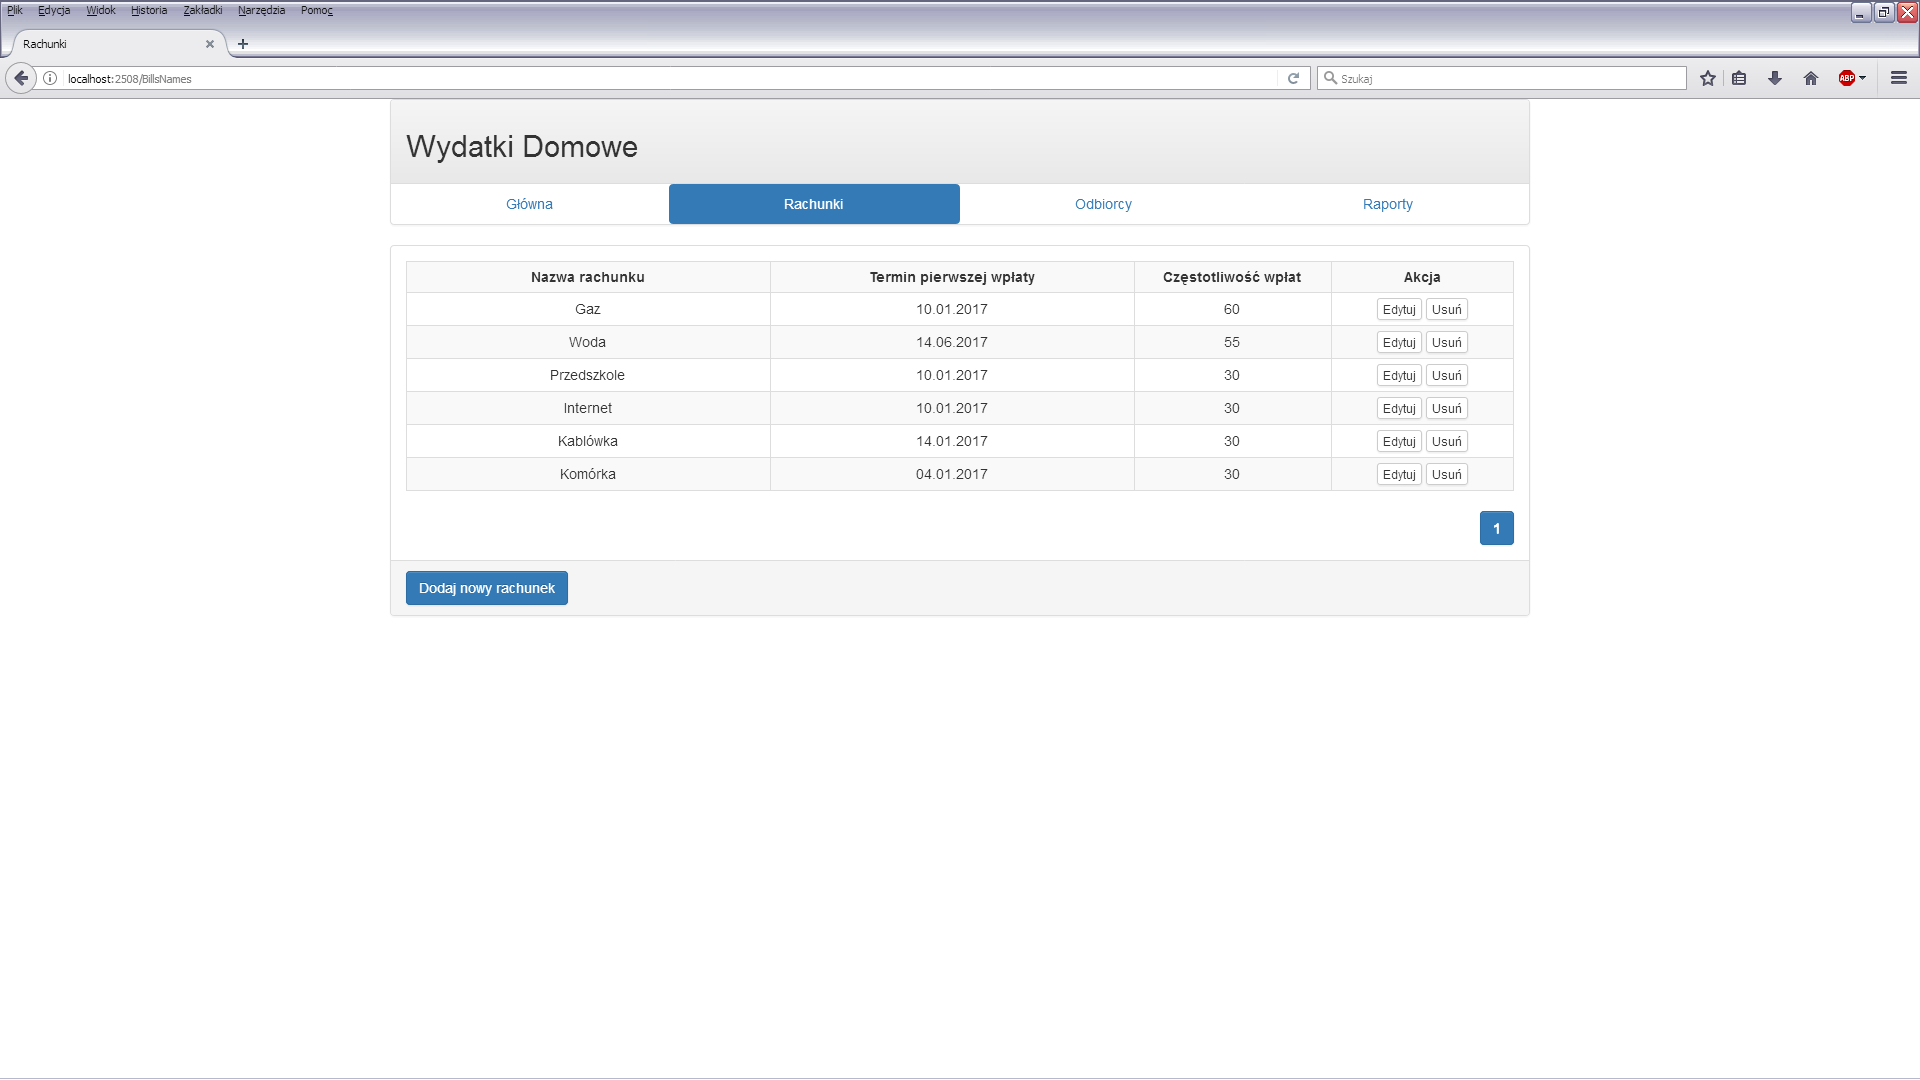 Plik Edycja Widok Historia Zakładki Narzędzia Pomoc
Rachunki
localhost:2508/BillsNames
Szukaj
ABP
Wydatki Domowe
Główna Rachunki Odbiorcy Raporty
Nazwa rachunku Termin pierwszej wpłaty Częstotliwość wpłat Akcja
Gaz 10.01.2017 60 Edytuj Usuń
Woda 14.06.2017 55 Edytuj Usuń
Przedszkole 10.01.2017 30 Edytuj Usuń
Internet 10.01.2017 30 Edytuj Usuń
Kablówka 14.01.2017 30 Edytuj Usuń
Komórka 04.01.2017 30 Edytuj Usuń
1
Dodaj nowy rachunek